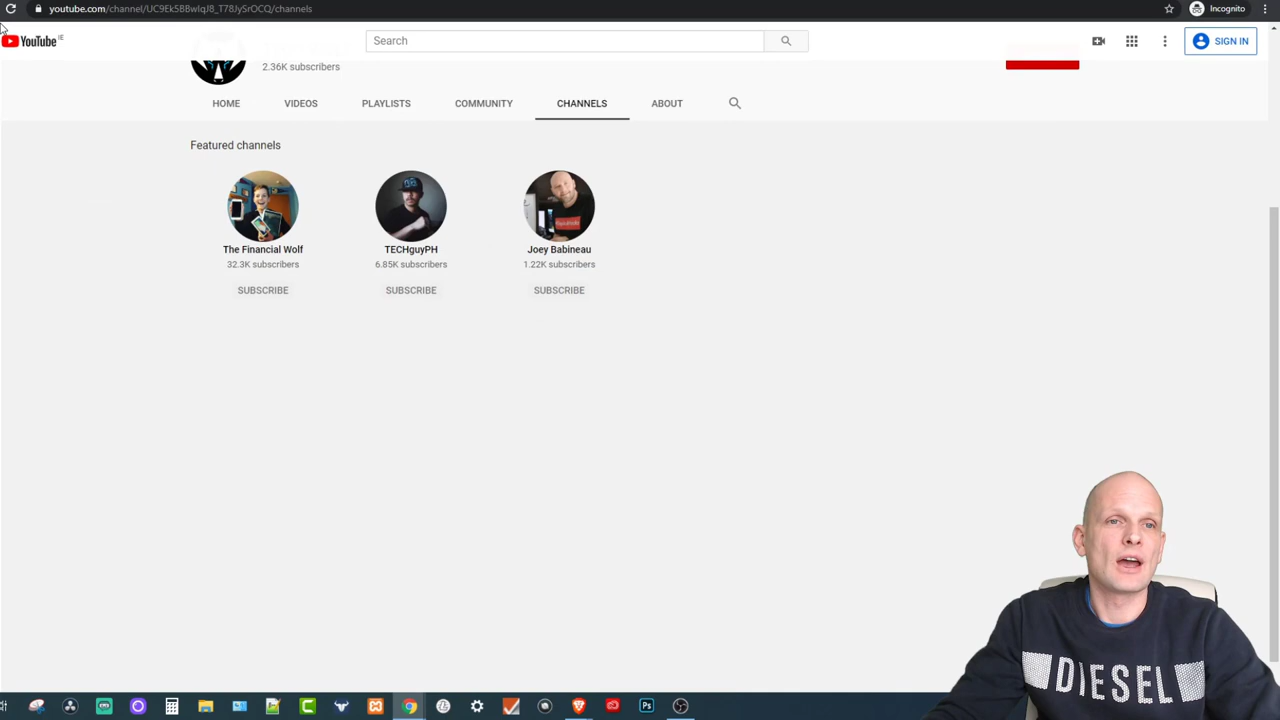 youtube.com/channel/UC9Ek5BBwIqJ8_T78JySrOCQ/channels
Incognito
YouTube IE
Search
SIGN IN
2.36K subscribers
HOME VIDEOS PLAYLISTS COMMUNITY CHANNELS ABOUT
Featured channels
The Financial Wolf TECHguyPH Joey Babineau
32.3K subscribers 6.85K subscribers 1.22K subscribers
SUBSCRIBE SUBSCRIBE SUBSCRIBE
DIESEL
Ps